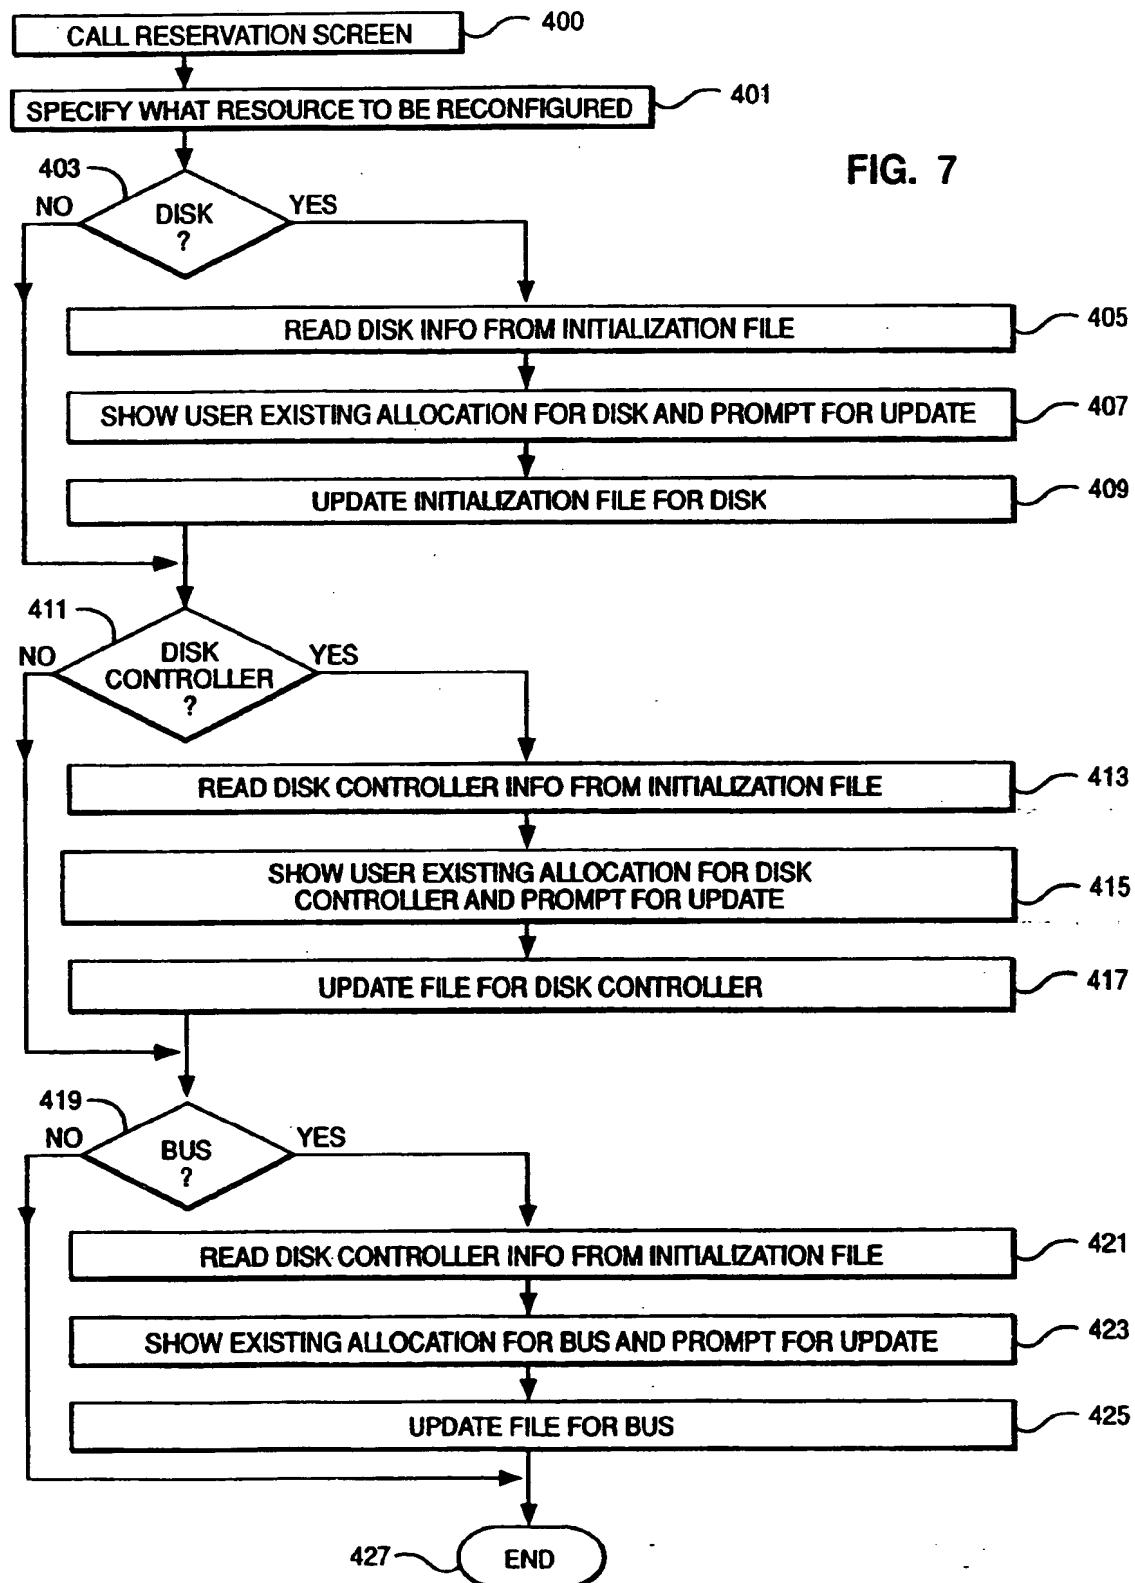 CALL RESERVATION SCREEN
400
SPECIFY WHAT RESOURCE TO BE RECONFIGURED
401
FIG. 7
403
NO
DISK
?
YES
READ DISK INFO FROM INITIALIZATION FILE
405
SHOW USER EXISTING ALLOCATION FOR DISK AND PROMPT FOR UPDATE
407
UPDATE INITIALIZATION FILE FOR DISK
409
411
NO
DISK
CONTROLLER
?
YES
READ DISK CONTROLLER INFO FROM INITIALIZATION FILE
413
SHOW USER EXISTING ALLOCATION FOR DISK
CONTROLLER AND PROMPT FOR UPDATE
415
UPDATE FILE FOR DISK CONTROLLER
417
419
NO
BUS
?
YES
READ DISK CONTROLLER INFO FROM INITIALIZATION FILE
421
SHOW EXISTING ALLOCATION FOR BUS AND PROMPT FOR UPDATE
423
UPDATE FILE FOR BUS
425
427
END